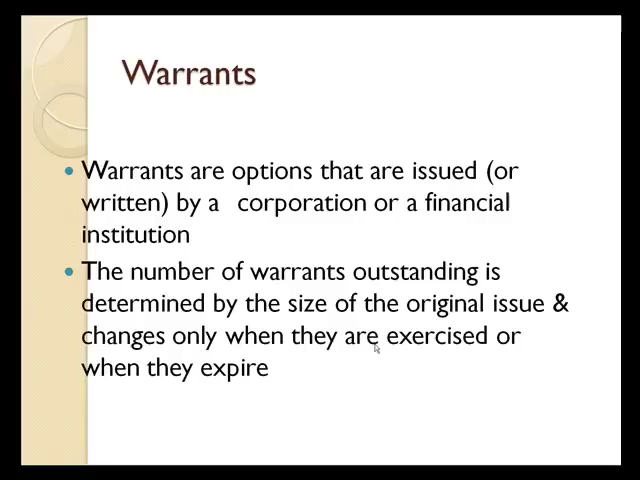 Warrants
• Warrants are options that are issued (or
written) by a corporation or a financial
institution
• The number of warrants outstanding is
determined by the size of the original issue &
changes only when they are exercised or
when they expire